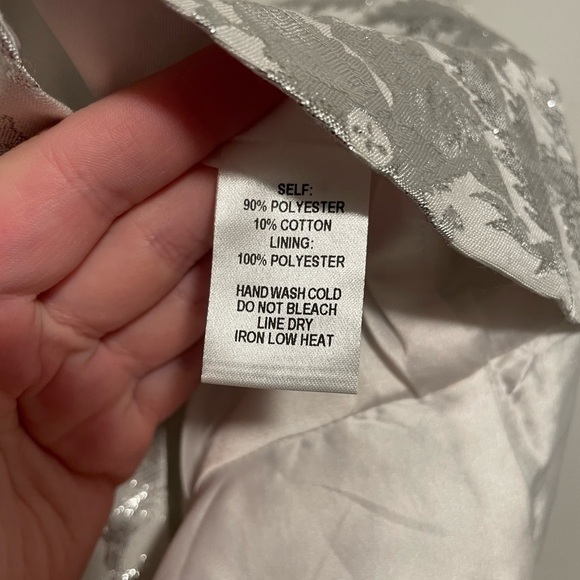 SELF:
90% POLYESTER
10% COTTON
LINING:
100% POLYESTER
HAND WASH COLD
DO NOT BLEACH
LINE DRY
IRON LOW HEAT